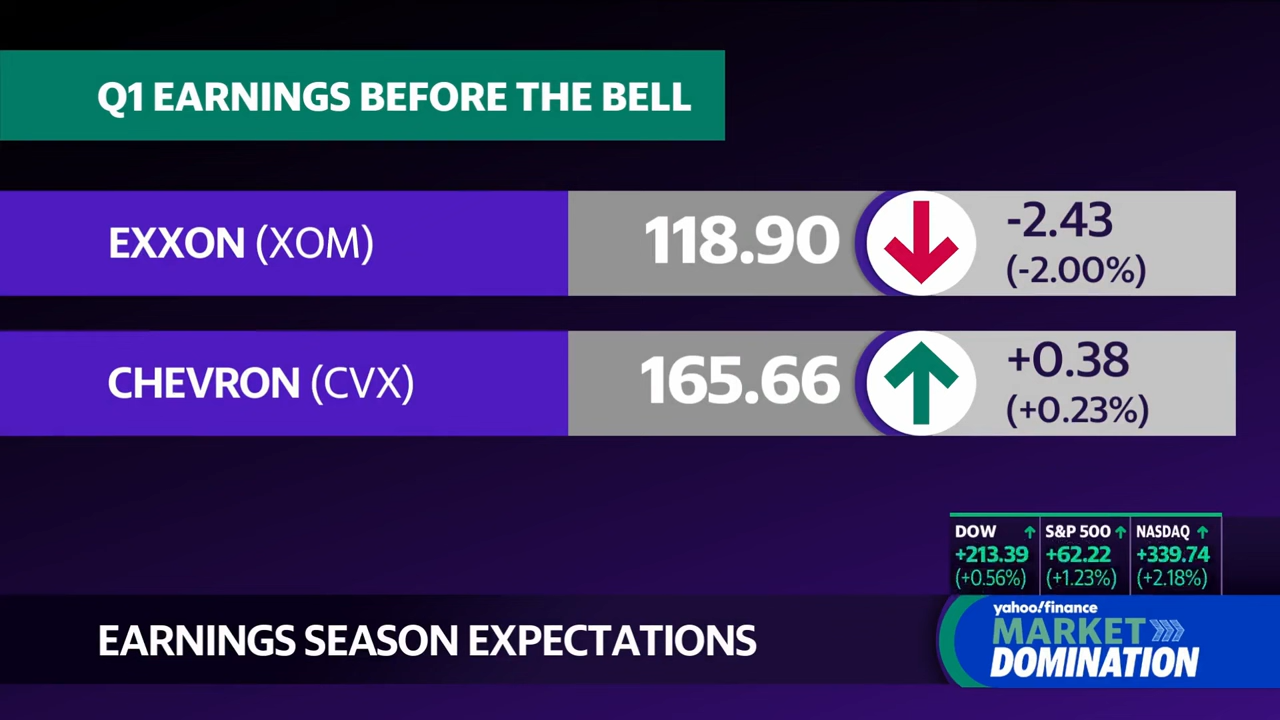 Q1 EARNINGS BEFORE THE BELL
EXXON (XOM) 118.90 -2.43 (-2.00%)
CHEVRON (CVX) 165.66 +0.38 (+0.23%)
DOW S&P 500 NASDAQ
+213.39 +62.22 +339.74
(+0.56%) (+1.23%) (+2.18%)
EARNINGS SEASON EXPECTATIONS
yahoo!finance
MARKET
DOMINATION